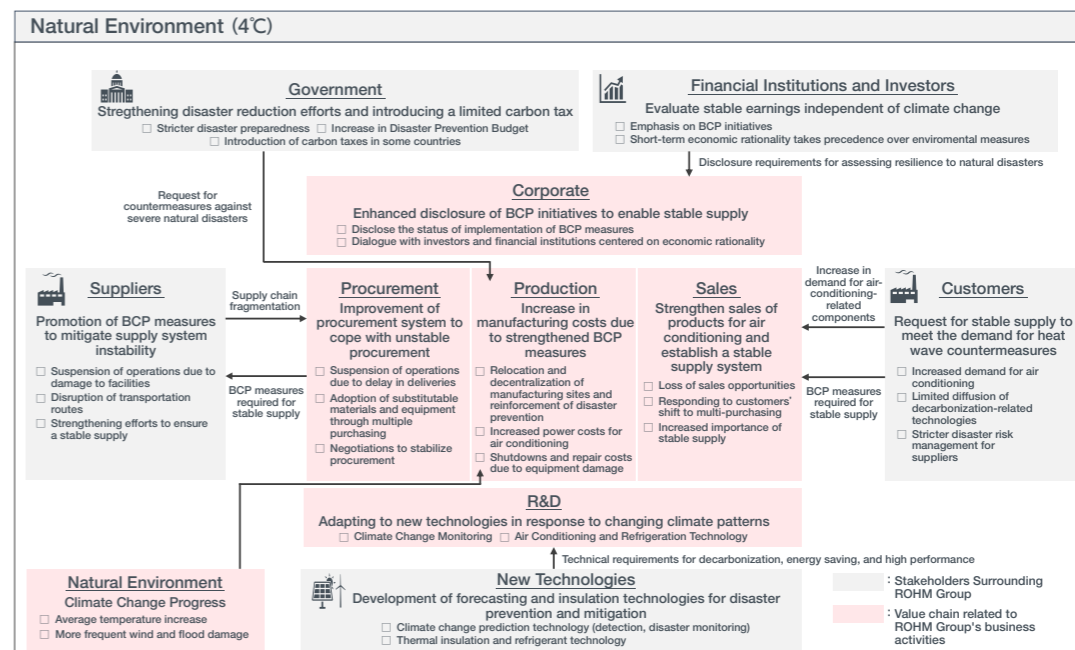 Natural Environment (4℃)
Government
Strengthening disaster reduction efforts and introducing a limited carbon tax
□ Stricter disaster preparedness □ Increase in Disaster Prevention Budget
□ Introduction of carbon taxes in some countries
Financial Institutions and Investors
Evaluate stable earnings independent of climate change
□ Emphasis on BCP initiatives
□ Short-term economic rationality takes precedence over enviromental measures
Disclosure requirements for assessing resilience to natural disasters
Request for
countermeasures against
severe natural disasters
Corporate
Enhanced disclosure of BCP initiatives to enable stable supply
□ Disclose the status of implementation of BCP measures
□ Dialogue with investors and financial institutions centered on economic rationality
Suppliers
Promotion of BCP measures
to mitigate supply system
instability
□ Suspension of operations due to
damage to facilities
□ Disruption of transportation
routes
□ Strengthening efforts to ensure
a stable supply
Supply chain
fragmentation
BCP measures
required for
stable supply
Procurement
Improvement of
procurement system to
cope with unstable
procurement
□ Suspension of operations
due to delay in deliveries
□ Adoption of substitutable
materials and equipment
through multiple
purchasing
□ Negotiations to stabilize
procurement
Production
Increase in
manufacturing costs due
to strengthened BCP
measures
□ Relocation and
decentralization of
manufacturing sites and
reinforcement of disaster
prevention
□ Increased power costs for
air conditioning
□ Shutdowns and repair costs
due to equipment damage
Sales
Strengthen sales of
products for air
conditioning and
establish a stable
supply system
□ Loss of sales opportunities
□ Responding to customers'
shift to multi-purchasing
□ Increased importance of
stable supply
Increase in
demand for air-
conditioning-
related
components
BCP measures
required for
stable supply
Customers
Request for stable supply to
meet the demand for heat
wave countermeasures
□ Increased demand for air
conditioning
□ Limited diffusion of
decarbonization-related
technologies
□ Stricter disaster risk
management for
suppliers
R&D
Adapting to new technologies in response to changing climate patterns
□ Climate Change Monitoring □ Air Conditioning and Refrigeration Technology
Technical requirements for decarbonization, energy saving, and high performance
Natural Environment
Climate Change Progress
□ Average temperature increase
□ More frequent wind and flood damage
New Technologies
Development of forecasting and insulation technologies for disaster
prevention and mitigation
□ Climate change prediction technology (detection, disaster monitoring)
□ Thermal insulation and refrigerant technology
: Stakeholders Surrounding
ROHM Group
: Value chain related to
ROHM Group's business
activities